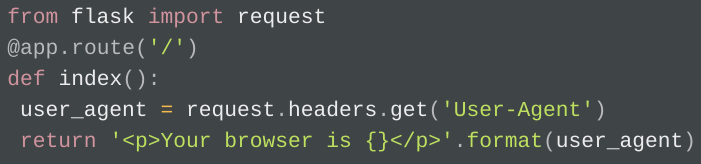 from flask import request
@app.route('/')
def index():
 user_agent = request.headers.get('User-Agent')
 return '<p>Your browser is {}</p>'.format(user_agent)